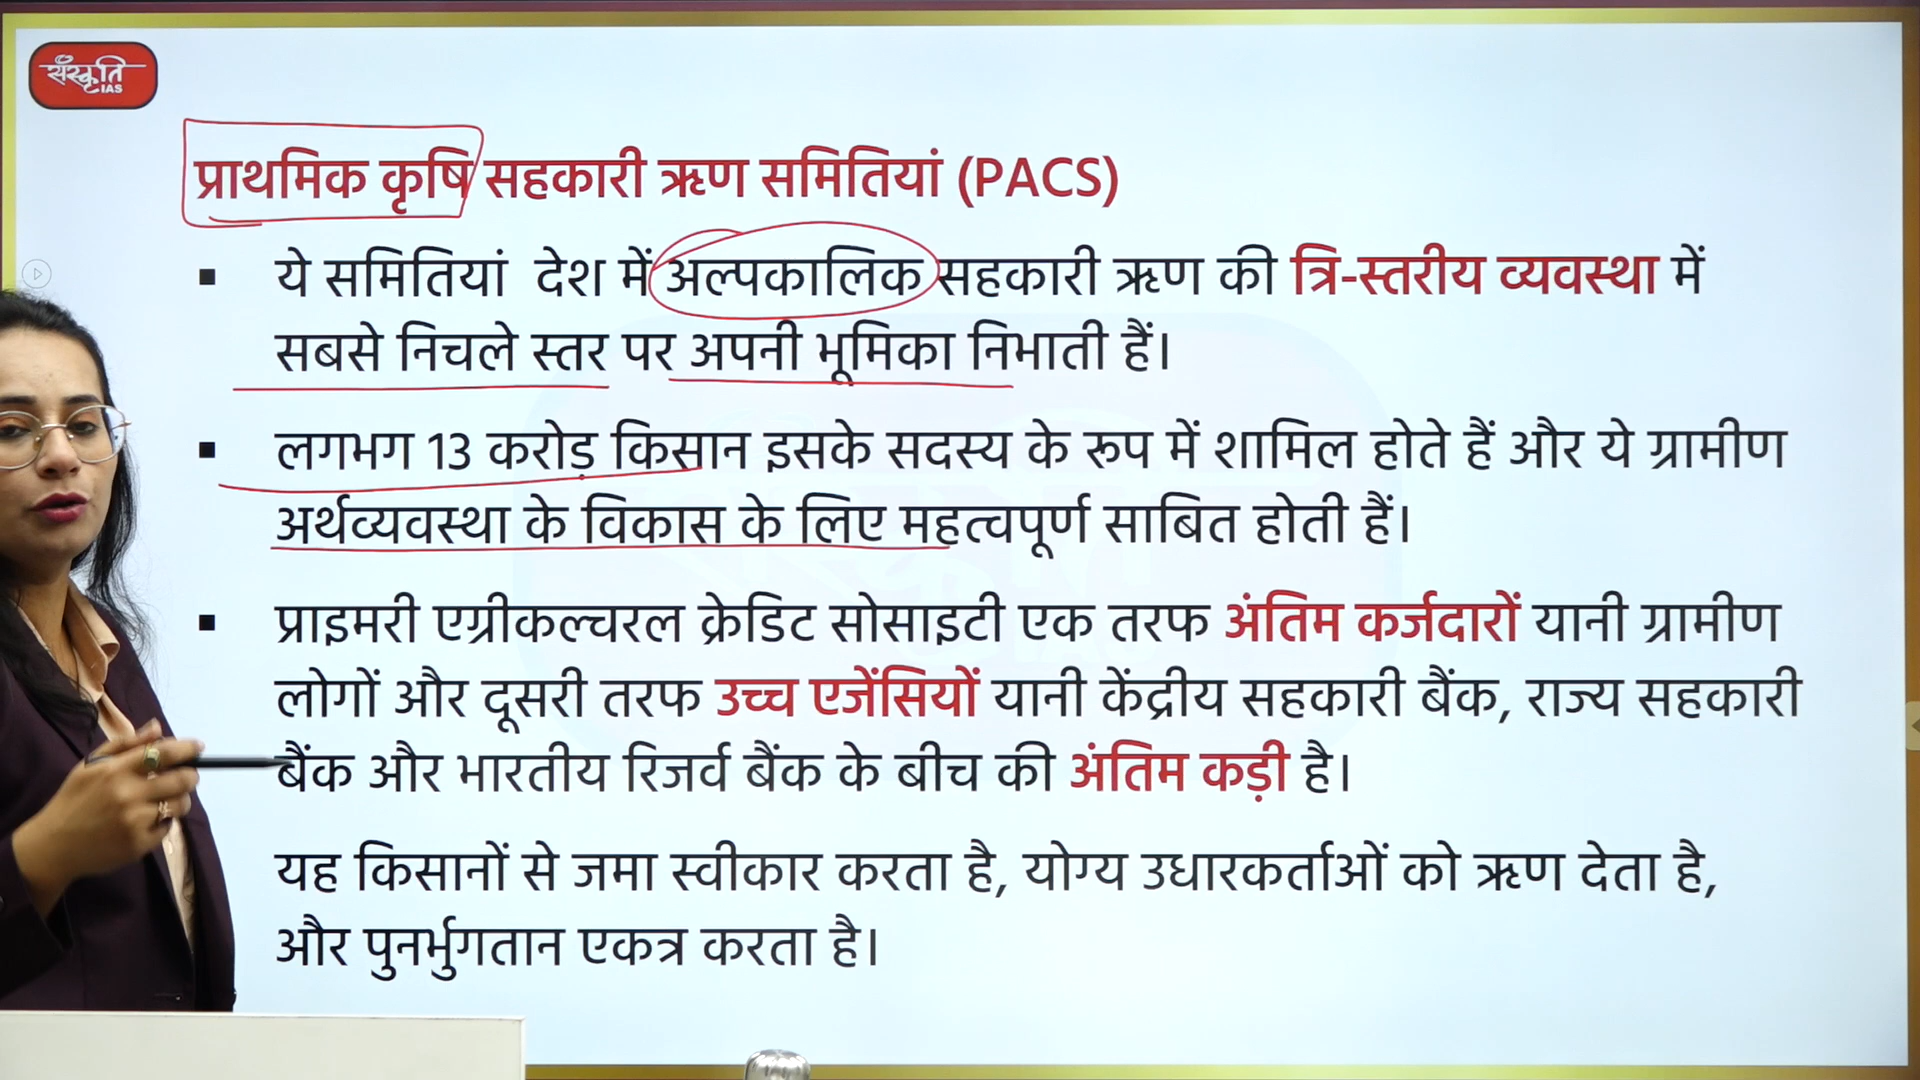 संस्कृति
IAS
प्राथमिक कृषि सहकारी ऋण समितियां (PACS)
▪ ये समितियां देश में अल्पकालिक सहकारी ऋण की त्रि-स्तरीय व्यवस्था में
सबसे निचले स्तर पर अपनी भूमिका निभाती हैं।
▪ लगभग 13 करोड़ किसान इसके सदस्य के रूप में शामिल होते हैं और ये ग्रामीण
अर्थव्यवस्था के विकास के लिए महत्वपूर्ण साबित होती हैं।
▪ प्राइमरी एग्रीकल्चरल क्रेडिट सोसाइटी एक तरफ अंतिम कर्जदारों यानी ग्रामीण
लोगों और दूसरी तरफ उच्च एजेंसियों यानी केंद्रीय सहकारी बैंक, राज्य सहकारी
बैंक और भारतीय रिजर्व बैंक के बीच की अंतिम कड़ी है।
यह किसानों से जमा स्वीकार करता है, योग्य उधारकर्ताओं को ऋण देता है,
और पुनर्भुगतान एकत्र करता है।